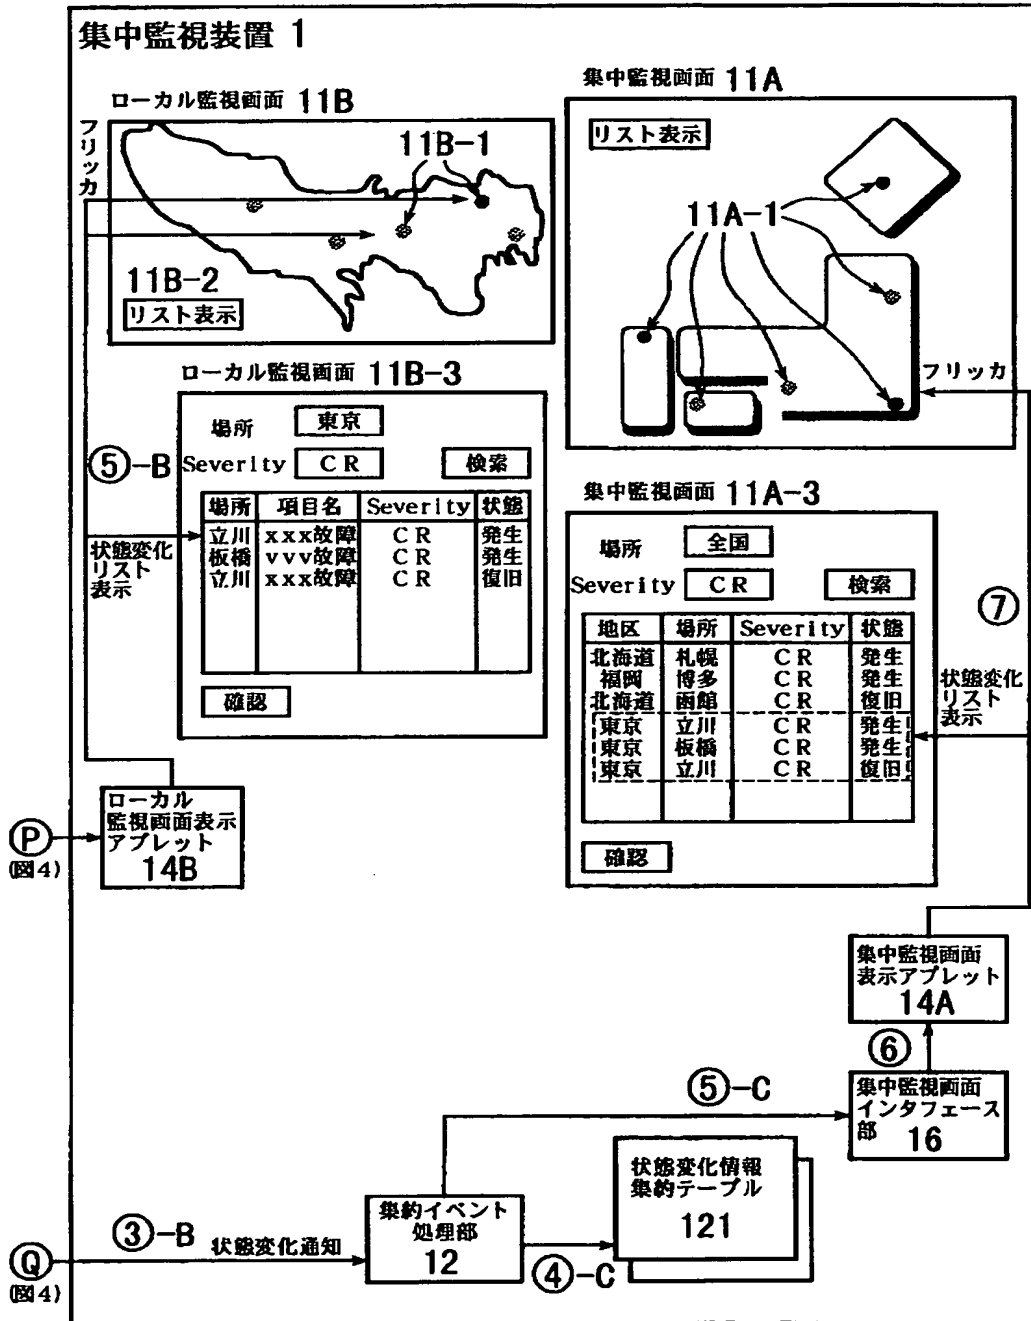 集中監視装置 1
ローカル監視画面 11B
フリッカ
11B-1
11B-2
リスト表示
集中監視画面 11A
リスト表示
11A-1
フリッカ
ローカル監視画面 11B-3
場所 東京
Severity CR 検索
場所 項目名 Severity 状態
立川 xxx故障 CR 発生
板橋 vvv故障 CR 発生
立川 xxx故障 CR 復旧
確認
⑤-B
状態変化
リスト
表示
集中監視画面 11A-3
場所 全国
Severity CR 検索
地区 場所 Severity 状態
北海道 札幌 CR 発生
福岡 博多 CR 発生
北海道 函館 CR 復旧
東京 立川 CR 発生
東京 板橋 CR 発生
東京 立川 CR 復旧
確認
⑦
状態変化
リスト
表示
ローカル
監視画面表示
アプレット
14B
P
(図4)
集中監視画面
表示アプレット
14A
⑥
集中監視画面
インタフェース
部 16
⑤-C
状態変化情報
集約テーブル
121
集約イベント
処理部
12
③-B 状態変化通知
④-C
Q
(図4)